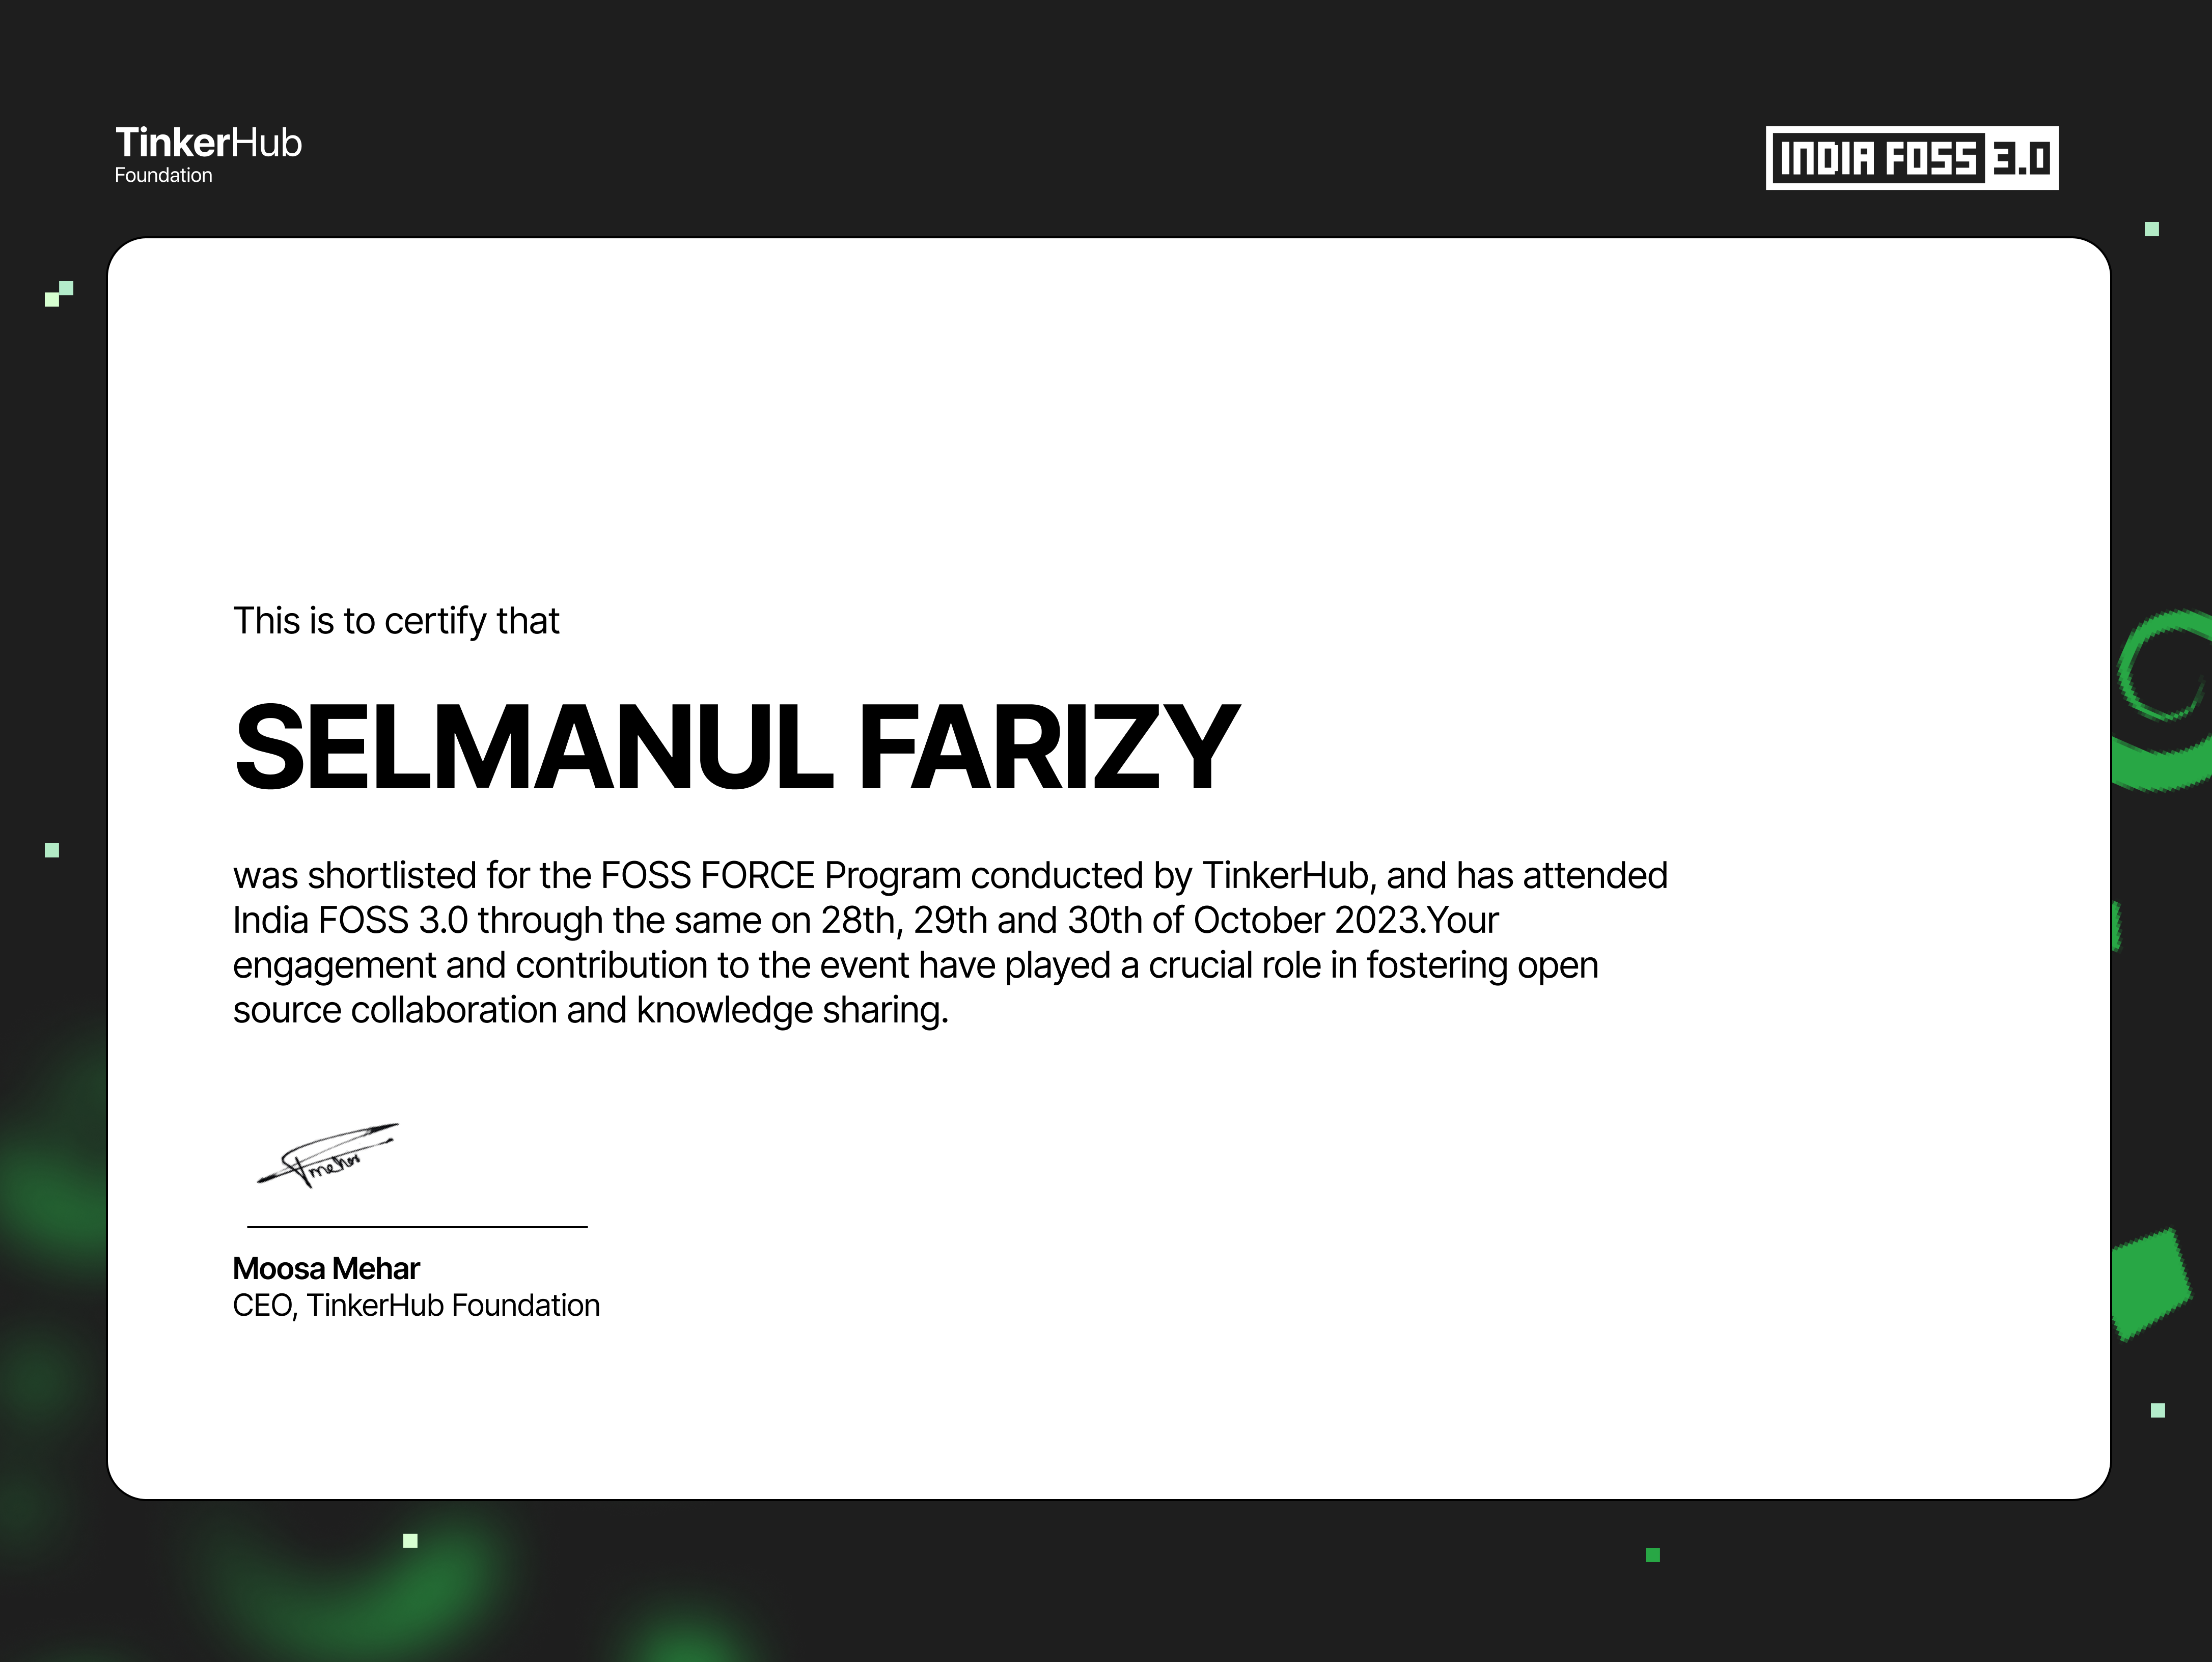 TinkerHub
Foundation
INDIA FOSS 3.0
This is to certify that
SELMANUL FARIZY
was shortlisted for the FOSS FORCE Program conducted by TinkerHub, and has attended
India FOSS 3.0 through the same on 28th, 29th and 30th of October 2023.Your
engagement and contribution to the event have played a crucial role in fostering open
source collaboration and knowledge sharing.
Moosa Mehar
CEO, TinkerHub Foundation